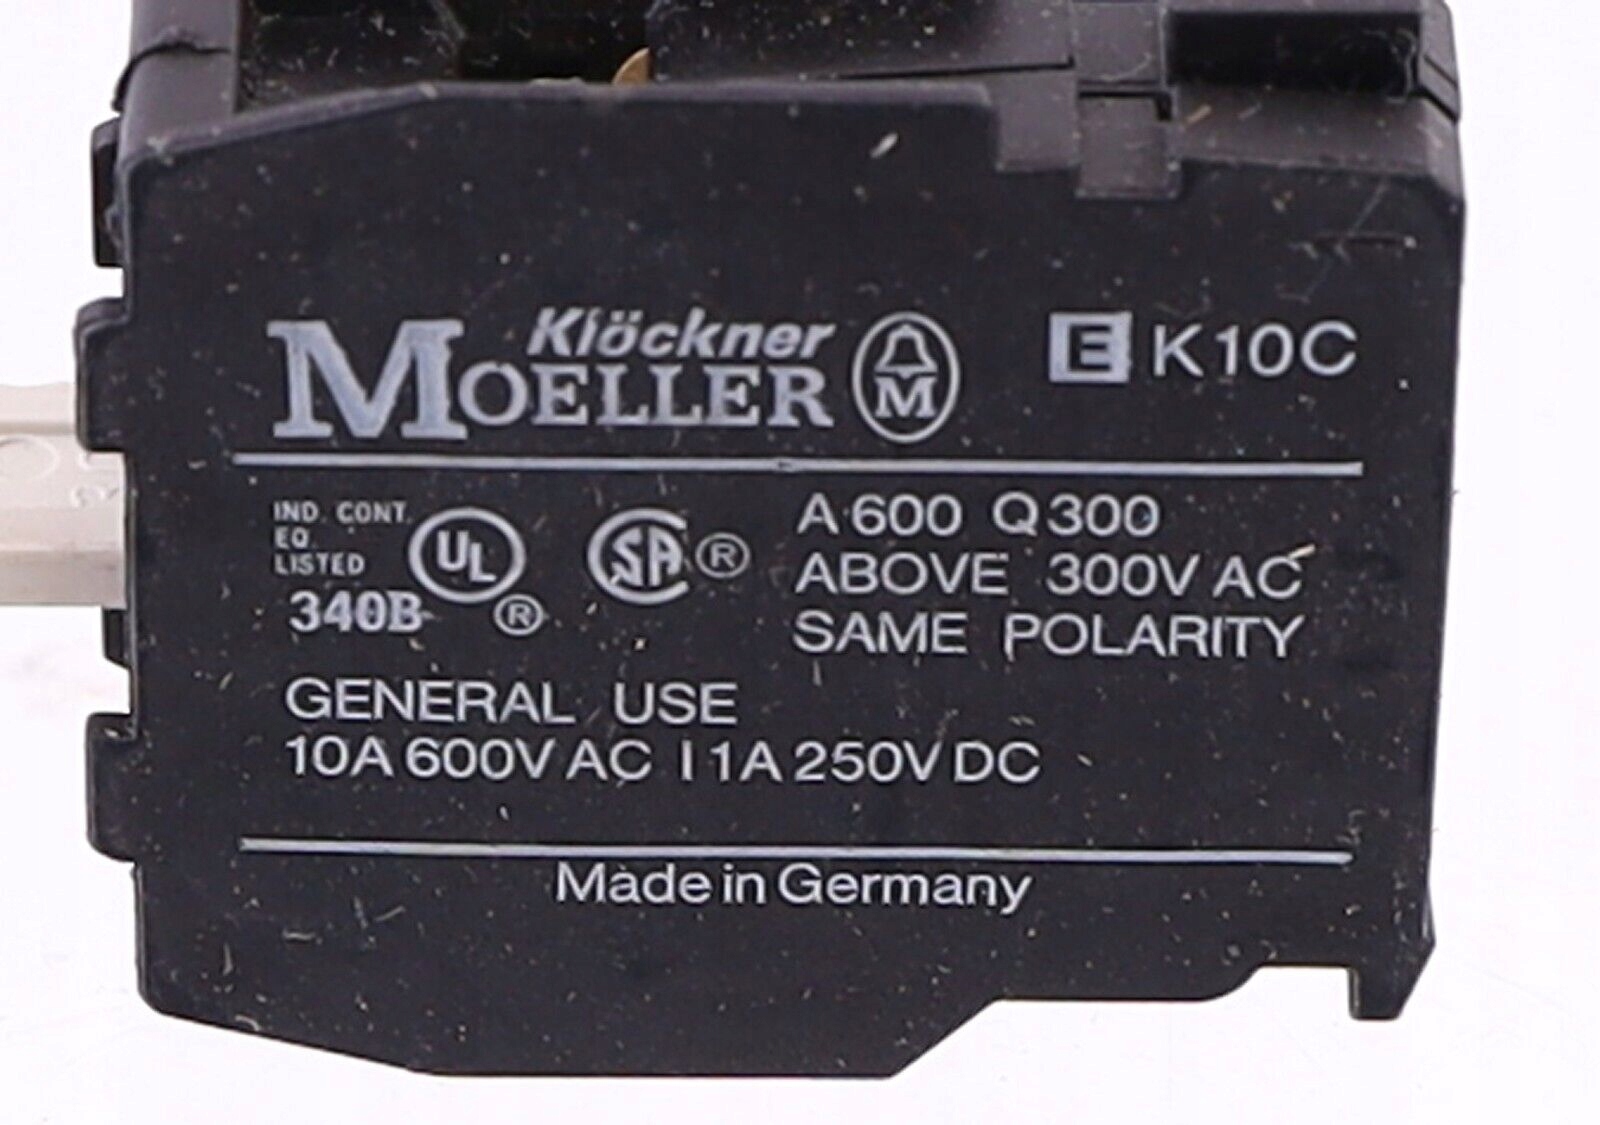 Klöckner
MOELLER M E K10C
IND. CONT. EQ. LISTED 340B UL ® SA ®
A600 Q300
ABOVE 300V AC
SAME POLARITY
GENERAL USE
10A 600V AC I 1A 250V DC
Made in Germany